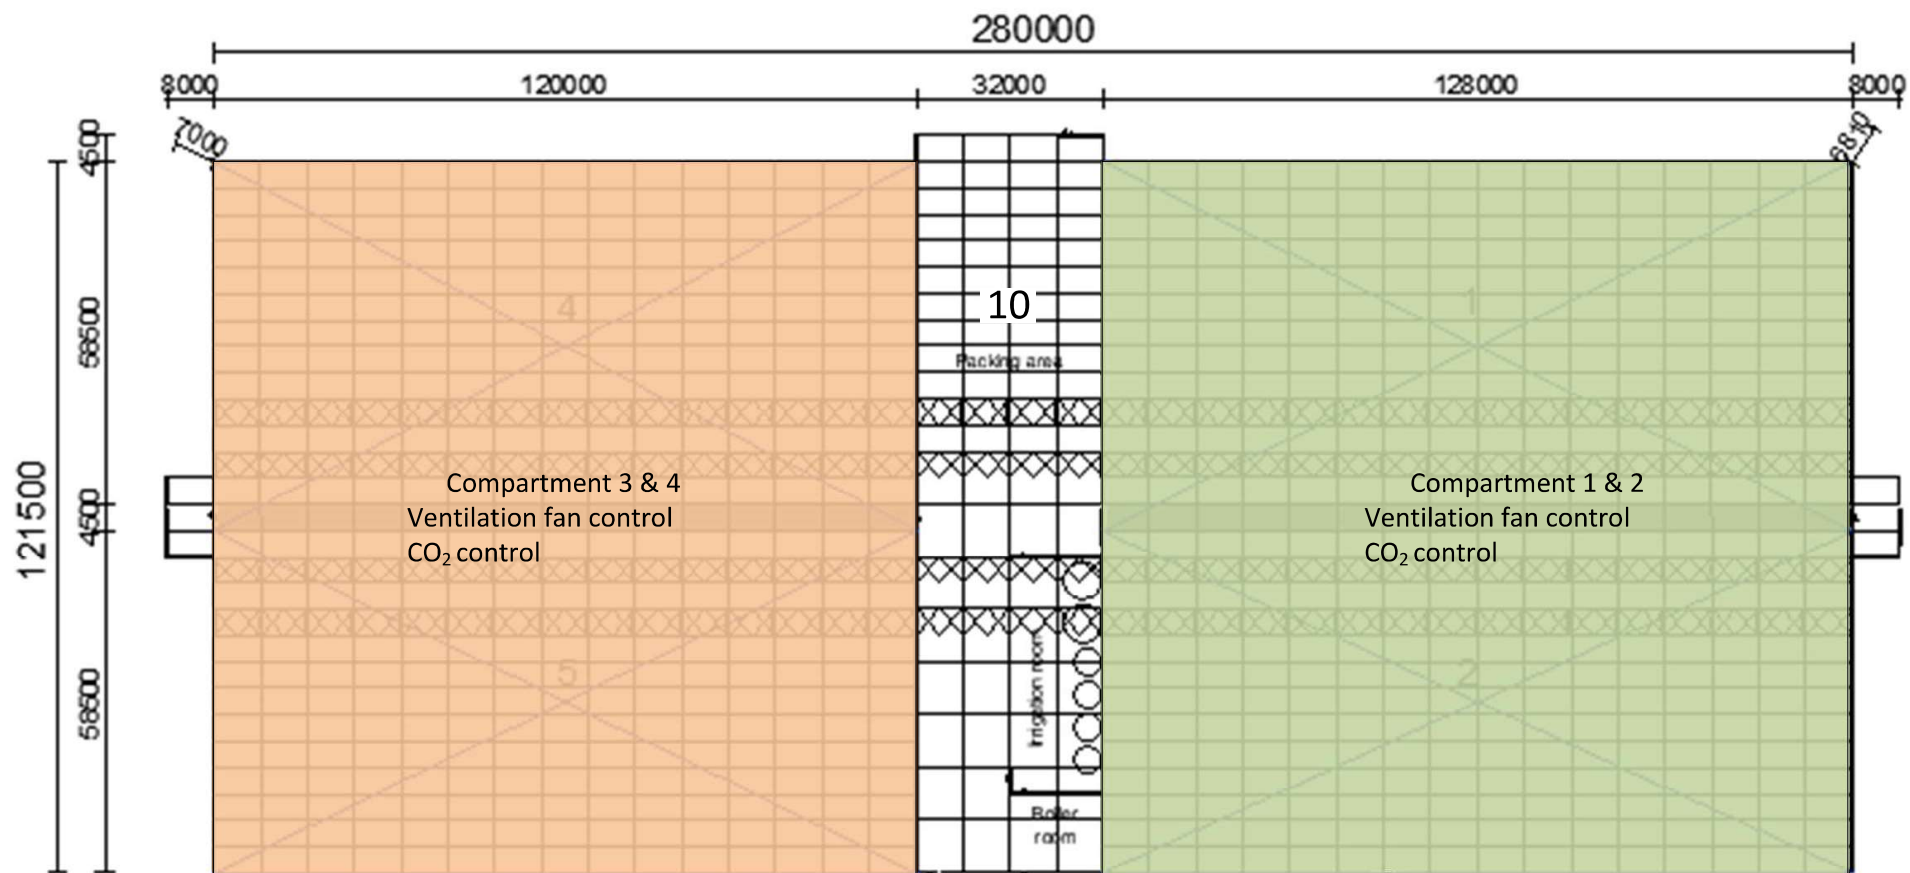 280000
8000 120000 32000 128000 8000
7000
6810
4500
4
1
10
58500
Packing area
Compartment 3 & 4
Ventilation fan control
CO₂ control
Compartment 1 & 2
Ventilation fan control
CO₂ control
4500
121500
5
2
Irrigation room
58500
Boiler
room